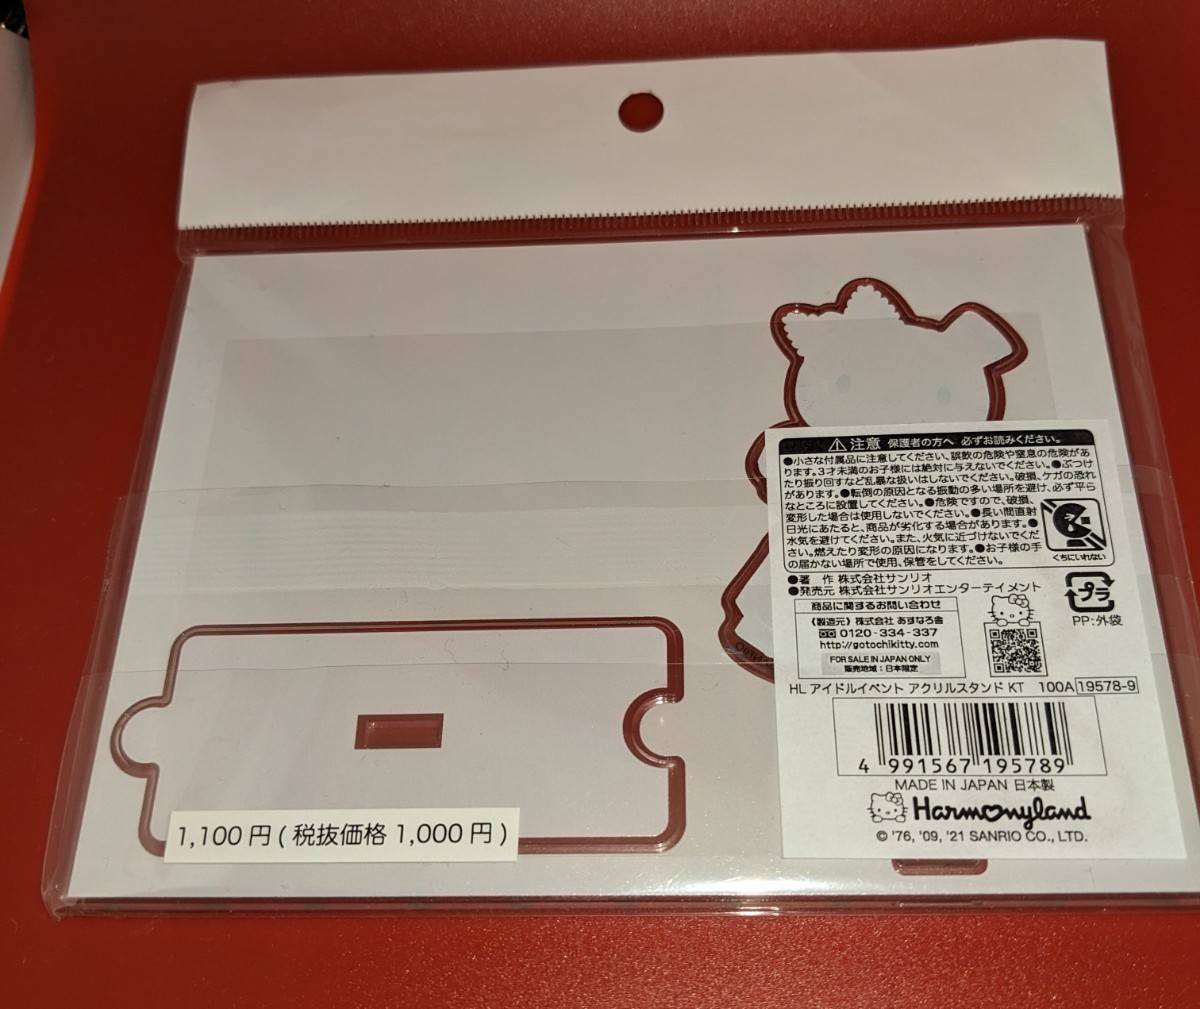 ⚠注意 保護者の方へ 必ずお読みください。
●小さな付属品に注意してください、誤飲の危険や窒息の危険があ
ります。3才未満のお子様には絶対に与えないでください。●ぶつけ
たり振り回すなど乱暴な扱いはしないでください。破損、ケガの恐れ
があります。●転倒の原因となる振動の多い場所を避け、必ず平ら
なところに設置してください。●危険ですので、破損、
変形した場合は使用しないでください。●長い間直射
日光にあたると、商品が劣化する場合があります。●
水気を避けてください。また、火気に近づけないでくだ
さい。燃えたり変形の原因になります。●お子様の手
の届かない場所で使用、保管をしてください。
くちにいれない
●著 作 株式会社サンリオ
●発売元 株式会社サンリオエンターテイメント
商品に関するお問い合わせ
《製造元》株式会社 あすなろ舎
0120-334-337
http://gotochikitty.com
FOR SALE IN JAPAN ONLY
販売地域:日本限定
プラ
PP:外袋
HL アイドルイベント アクリルスタンド KT 100A 19578-9
4 991567 195789
MADE IN JAPAN 日本製
Harmonyland
© '76, '09, '21 SANRIO CO., LTD.
1,100円(税抜価格 1,000円)